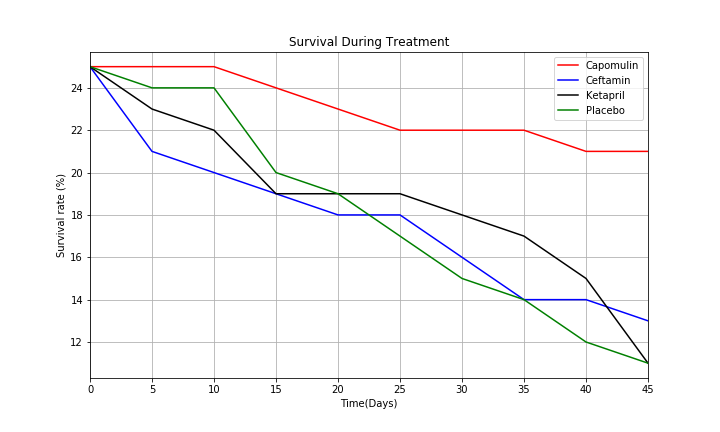 Survival During Treatment
Capomulin
Ceftamin
Ketapril
Placebo
Survival rate (%)
24
22
20
18
16
14
12
0 5 10 15 20 25 30 35 40 45
Time(Days)